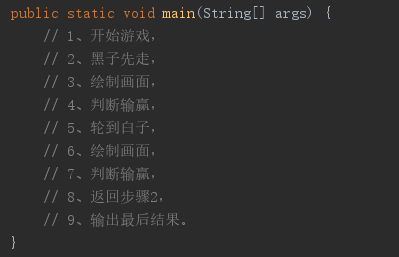 public static void main(String[] args) {
// 1、开始游戏，
// 2、黑子先走，
// 3、绘制画面，
// 4、判断输赢，
// 5、轮到白子，
// 6、绘制画面，
// 7、判断输赢，
// 8、返回步骤2，
// 9、输出最后结果。
}